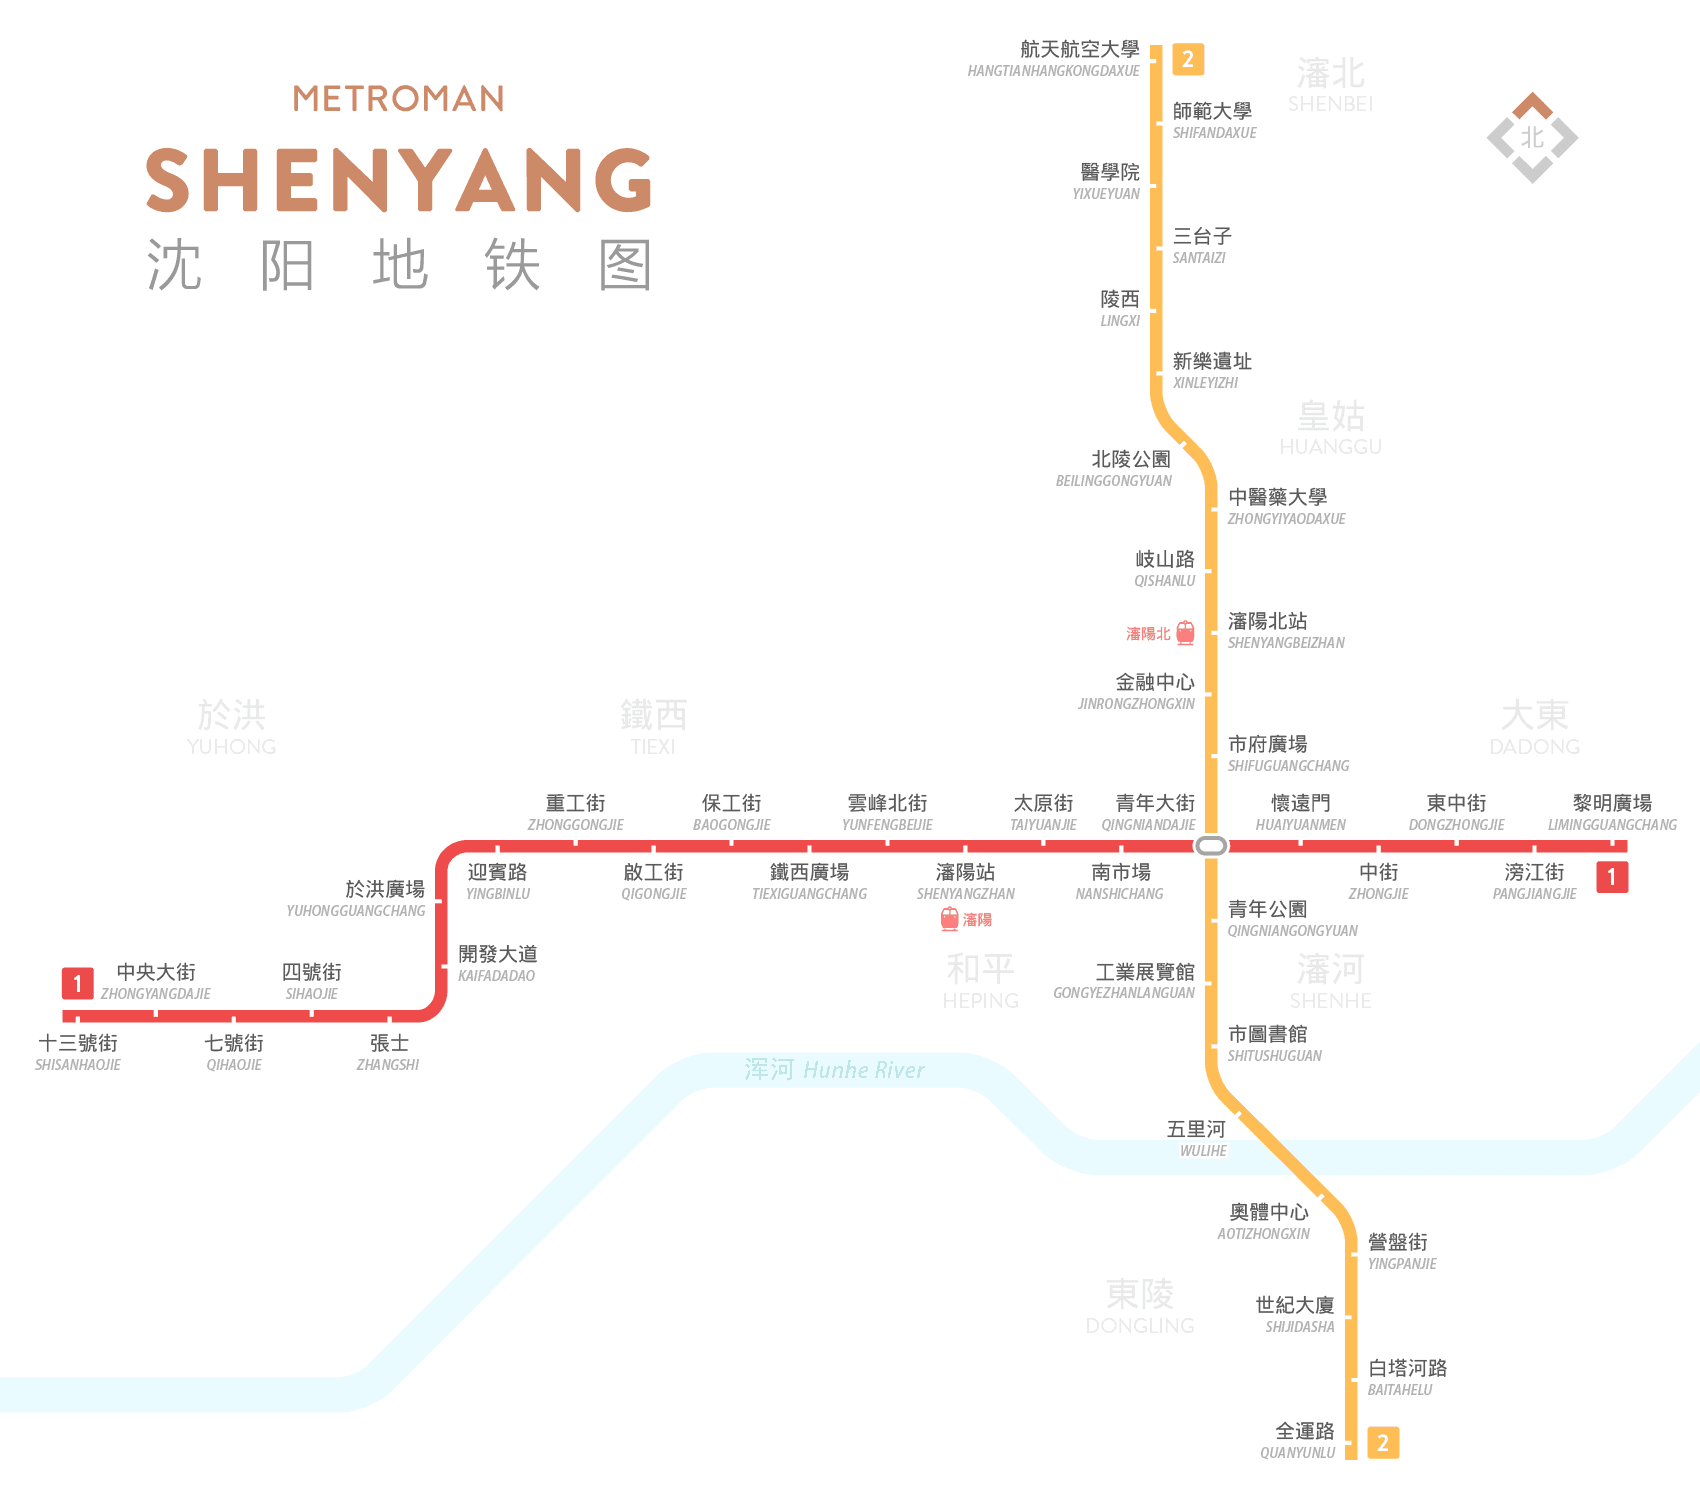 METROMAN
SHENYANG
沈阳地铁图
北
航天航空大學
HANGTIANHANGKONGDAXUE
2
瀋北
SHENBEI
師範大學
SHIFANDAXUE
醫學院
YIXUEYUAN
三台子
SANTAIZI
陵西
LINGXI
新樂遺址
XINLEYIZHI
皇姑
HUANGGU
北陵公園
BEILINGGONGYUAN
中醫藥大學
ZHONGYIYAODAXUE
岐山路
QISHANLU
瀋陽北站
SHENYANGBEIZHAN
瀋陽北
金融中心
JINRONGZHONGXIN
於洪
YUHONG
鐵西
TIEXI
大東
DADONG
市府廣場
SHIFUGUANGCHANG
重工街
ZHONGGONGJIE
保工街
BAOGONGJIE
雲峰北街
YUNFENGBEIJIE
太原街
TAIYUANJIE
青年大街
QINGNIANDAJIE
懷遠門
HUAIYUANMEN
東中街
DONGZHONGJIE
黎明廣場
LIMINGGUANGCHANG
迎賓路
YINGBINLU
啟工街
QIGONGJIE
鐵西廣場
TIEXIGUANGCHANG
瀋陽站
SHENYANGZHAN
瀋陽
南市場
NANSHICHANG
中街
ZHONGJIE
滂江街
PANGJIANGJIE
1
於洪廣場
YUHONGGUANGCHANG
青年公園
QINGNIANGONGYUAN
開發大道
KAIFADADAO
1
中央大街
ZHONGYANGDAJIE
四號街
SIHAOJIE
和平
HEPING
工業展覽館
GONGYEZHANLANGUAN
瀋河
SHENHE
十三號街
SHISANHAOJIE
七號街
QIHAOJIE
張士
ZHANGSHI
市圖書館
SHITUSHUGUAN
浑河 Hunhe River
五里河
WULIHE
奧體中心
AOTIZHONGXIN
營盤街
YINGPANJIE
東陵
DONGLING
世紀大廈
SHIJIDASHA
白塔河路
BAITAHELU
全運路
QUANYUNLU
2